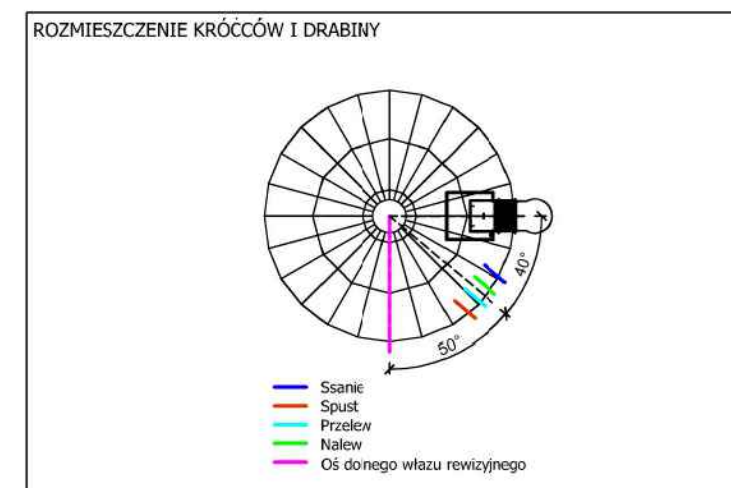 ROZMIESZCZENIE KRÓĆCÓW I DRABINY
40°
50°
Ssanie
Spust
Przelew
Nalew
Oś dolnego włazu rewizyjnego